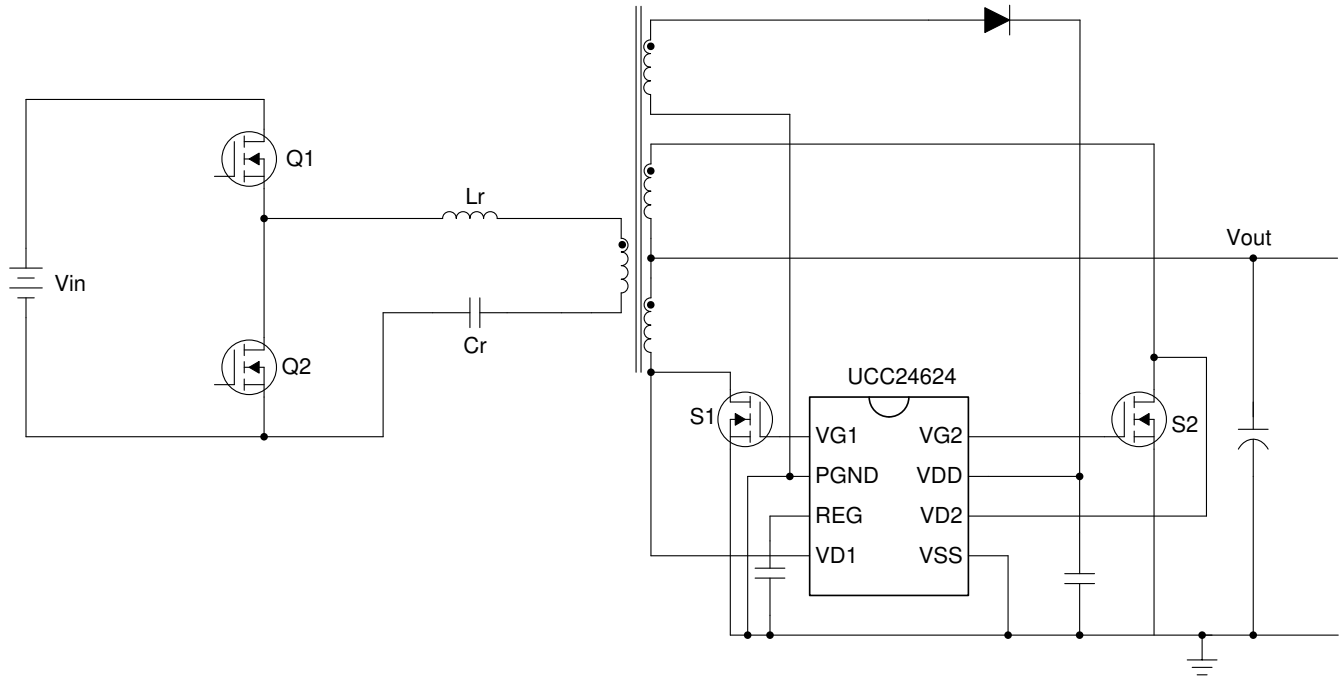 Q1
Lr
Vout
Vin
Cr
Q2
UCC24624
S1
S2
VG1
VG2
PGND
VDD
REG
VD2
VD1
VSS